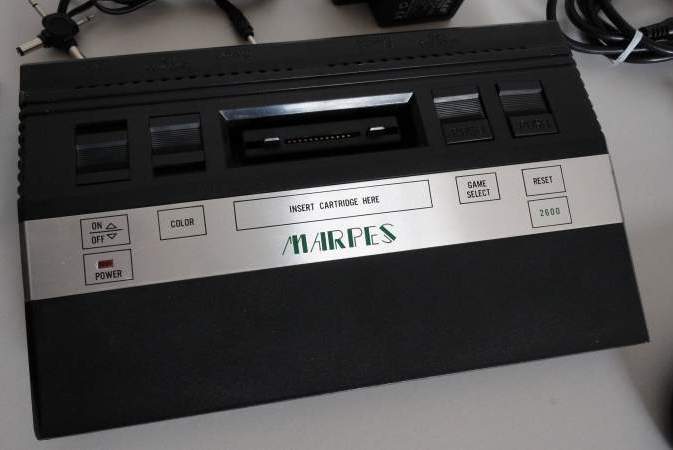 INSERT CARTRIDGE HERE
GAME
SELECT
RESET
ON
OFF
COLOR
MARPES
2600
POWER